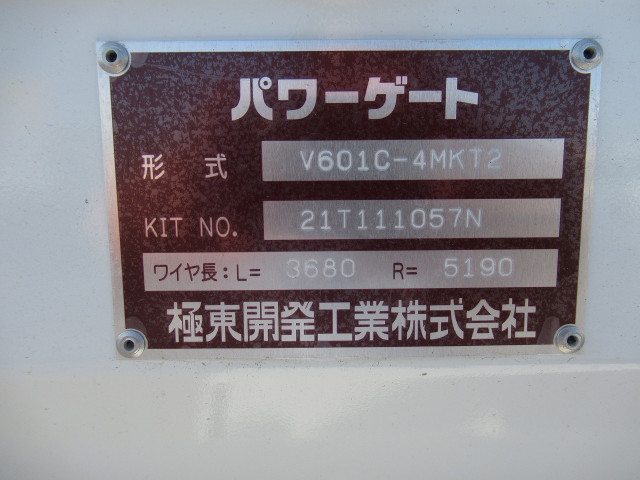 パワーゲート
形 式 V601C-4MKT2
KIT NO. 21T111057N
ワイヤ長:L= 3680 R= 5190
極東開発工業株式会社